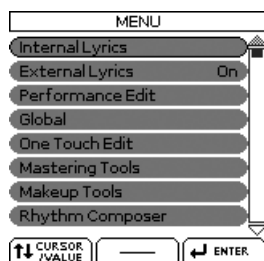 MENU
Internal Lyrics
External Lyrics On
Performance Edit
Global
One Touch Edit
Mastering Tools
Makeup Tools
Rhythm Composer
CURSOR
/VALUE
ENTER